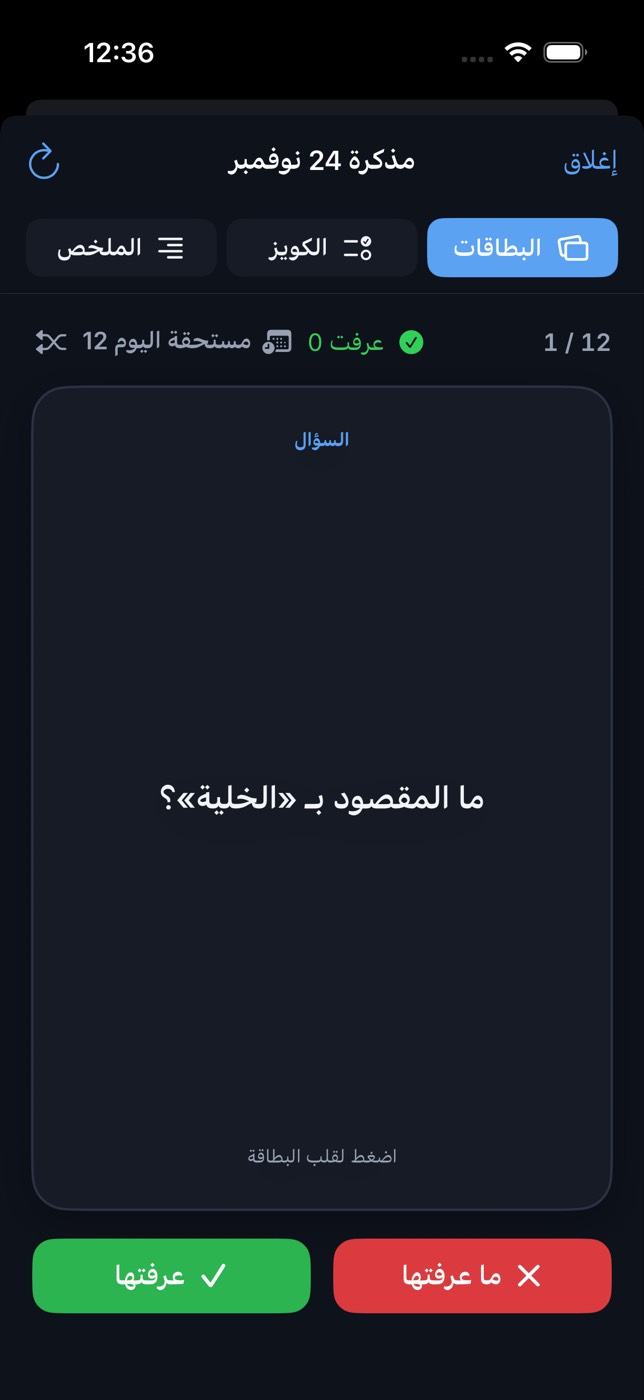 12:36
إغلاق
مذكرة 24 نوفمبر
البطاقات
الكويز
الملخص
1 / 12
عرفت 0
مستحقة اليوم 12
السؤال
ما المقصود بـ «الخلية»؟
اضغط لقلب البطاقة
ما عرفتها
عرفتها